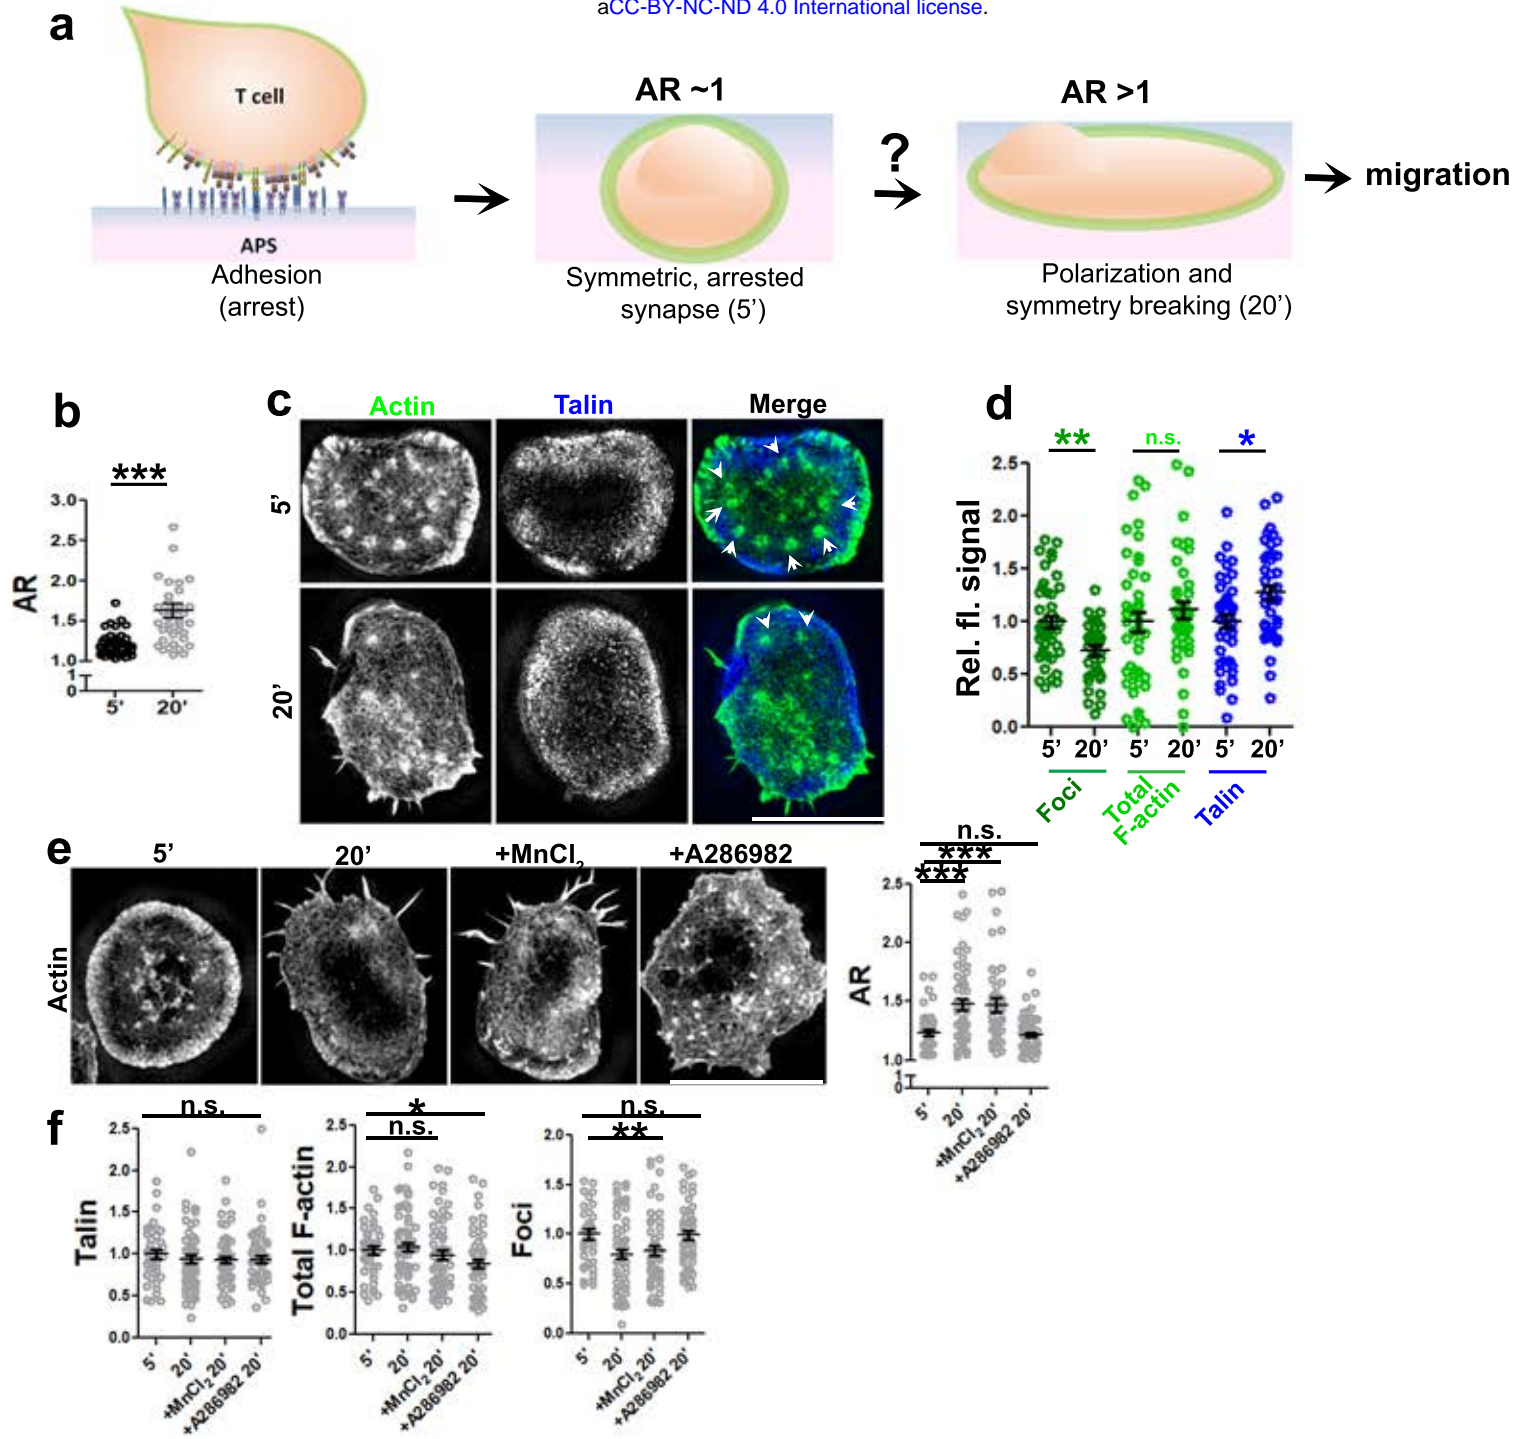 aCC-BY-NC-ND 4.0 International license.
a
T cell
APS
Adhesion
(arrest)
AR ~1
Symmetric, arrested
synapse (5’)
?
AR >1
Polarization and
symmetry breaking (20’)
migration
b
***
AR
3.0
2.5
2.0
1.5
1.0
1
0
5'
20'
c
Actin
Talin
Merge
5’
20’
d
**
n.s.
*
Rel. fl. signal
2.5
2.0
1.5
1.0
0.5
0.0
5’ 20’ 5’ 20’ 5’ 20’
Foci
Total
F-actin
Talin
e
5’
20’
+MnCl2
+A286982
Actin
n.s.
***
***
AR
2.5
2.0
1.5
1.0
1
0
5'
20'
+MnCl2 20'
+A286982 20'
f
n.s.
Talin
2.5
2.0
1.5
1.0
0.5
0.0
5'
20'
+MnCl2 20'
+A286982 20'
*
n.s.
Total F-actin
2.5
2.0
1.5
1.0
0.5
0.0
5'
20'
+MnCl2 20'
+A286982 20'
n.s.
**
Foci
2.0
1.5
1.0
0.5
0.0
5'
20'
+MnCl2 20'
+A286982 20'